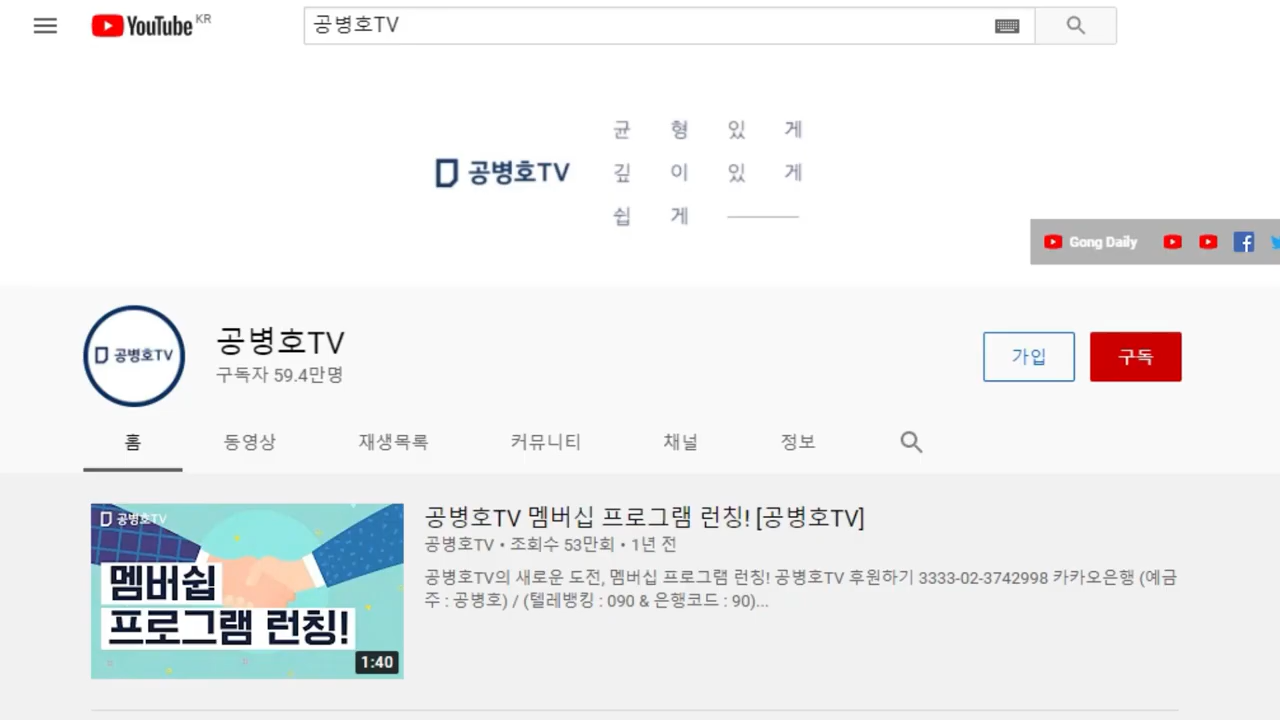 YouTube KR
공병호TV
균형있게
공병호TV
깊이있게
쉽게
Gong Daily
공병호TV
공병호TV
구독자 59.4만명
가입
구독
홈
동영상
재생목록
커뮤니티
채널
정보
공병호TV
멤버쉽
프로그램 런칭!
1:40
공병호TV 멤버십 프로그램 런칭! [공병호TV]
공병호TV • 조회수 53만회 • 1년 전
공병호TV의 새로운 도전, 멤버십 프로그램 런칭! 공병호TV 후원하기 3333-02-3742998 카카오은행 (예금
주 : 공병호) / (텔레뱅킹 : 090 & 은행코드 : 90)...